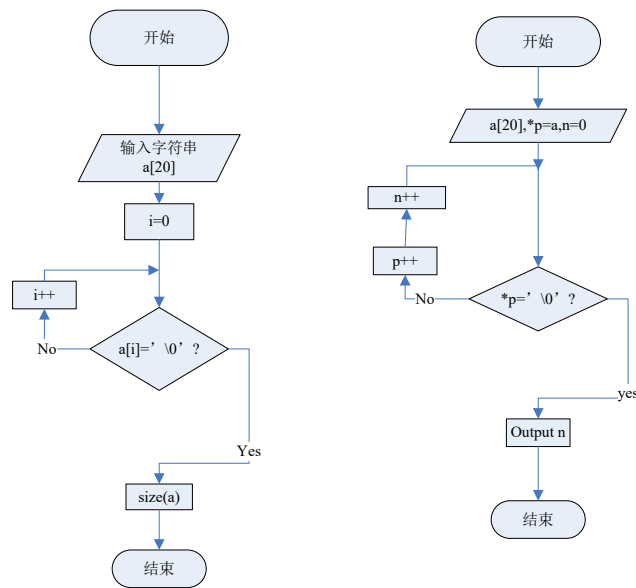 开始
输入字符串
a[20]
i=0
i++
No
a[i]=’\0’?
Yes
size(a)
结束
开始
a[20],*p=a,n=0
n++
p++
No
*p=’\0’?
yes
Output n
结束